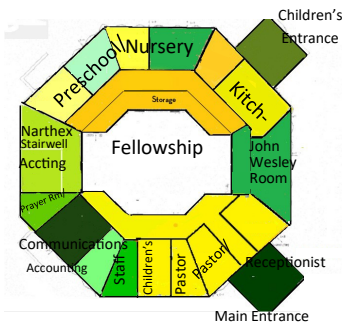 Children's
Entrance
Nursery
Preschool
Kitch-
Storage
Narthex
Stairwell
Accting
Fellowship
John
Wesley
Room
Prayer Rm/
Communications
Accounting
Staff
Children's
Pastor
Pastor/
Receptionist
Main Entrance